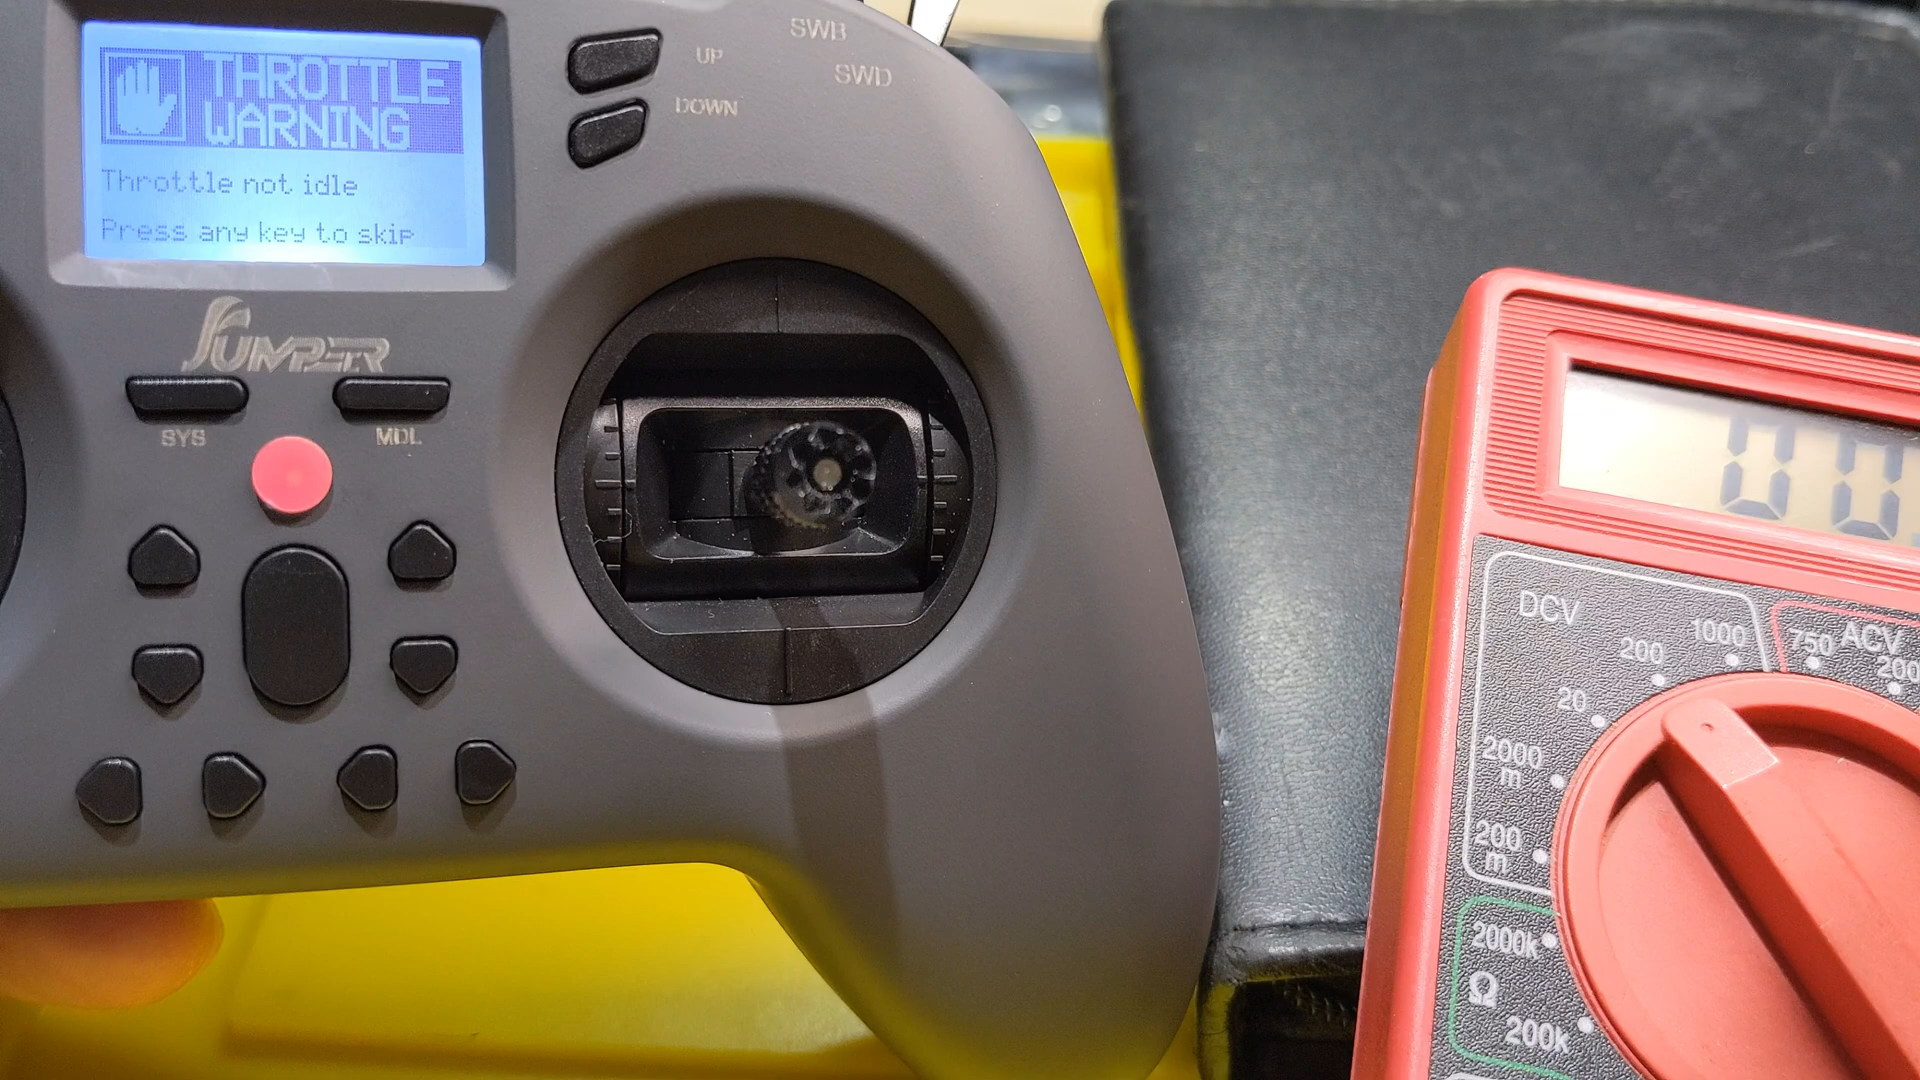 THROTTLE
WARNING
Throttle not idle
Press any key to skip
UP
DOWN
SWB
SWD
JUMPER
SYS
MDL
00.
DCV
1000
200
20
2000
m
200
m
750
ACV
200
2000k
Ω
200k